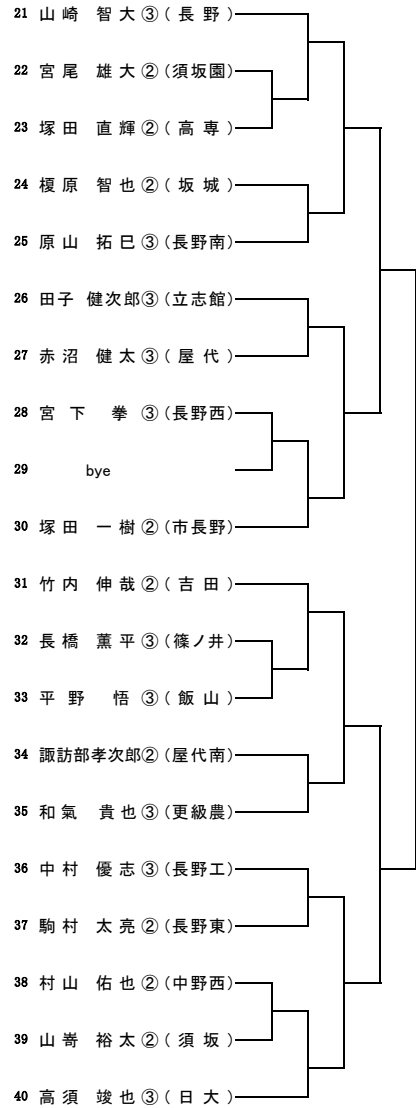 21 山崎 智大③(長野)
22 宮尾 雄大②(須坂園)
23 塚田 直輝②(高専)
24 榎原 智也②(坂城)
25 原山 拓巳③(長野南)
26 田子 健次郎③(立志館)
27 赤沼 健太③(屋代)
28 宮下 拳③(長野西)
29 bye
30 塚田 一樹②(市長野)
31 竹内 伸哉②(吉田)
32 長橋 薫平③(篠ノ井)
33 平野 悟③(飯山)
34 諏訪部孝次郎②(屋代南)
35 和氣 貴也③(更級農)
36 中村 優志③(長野工)
37 駒村 太亮②(長野東)
38 村山 佑也②(中野西)
39 山嵜 裕太②(須坂)
40 高須 竣也③(日大)